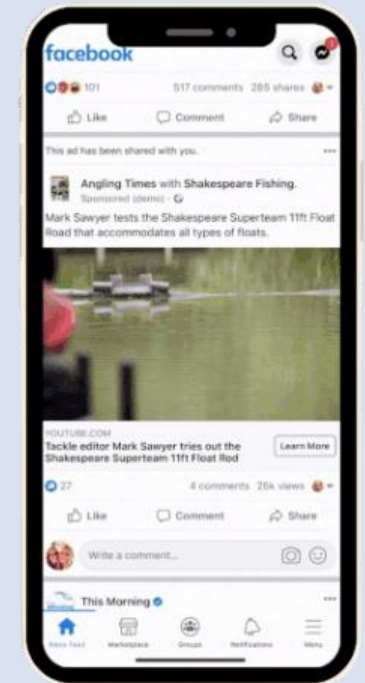 facebook
101 517 comments 285 shares
Like Comment Share
This ad has been shared with you.
Angling Times with Shakespeare Fishing.
Sponsored (demo)
Mark Sawyer tests the Shakespeare Superteam 11ft Float
Road that accommodates all types of floats.
YOUTUBE.COM
Tackle editor Mark Sawyer tries out the
Shakespeare Superteam 11ft Float Rod
Learn More
27 4 comments 25k views
Like Comment Share
Write a comment...
This Morning
News Feed Marketplace Groups Notifications Menu